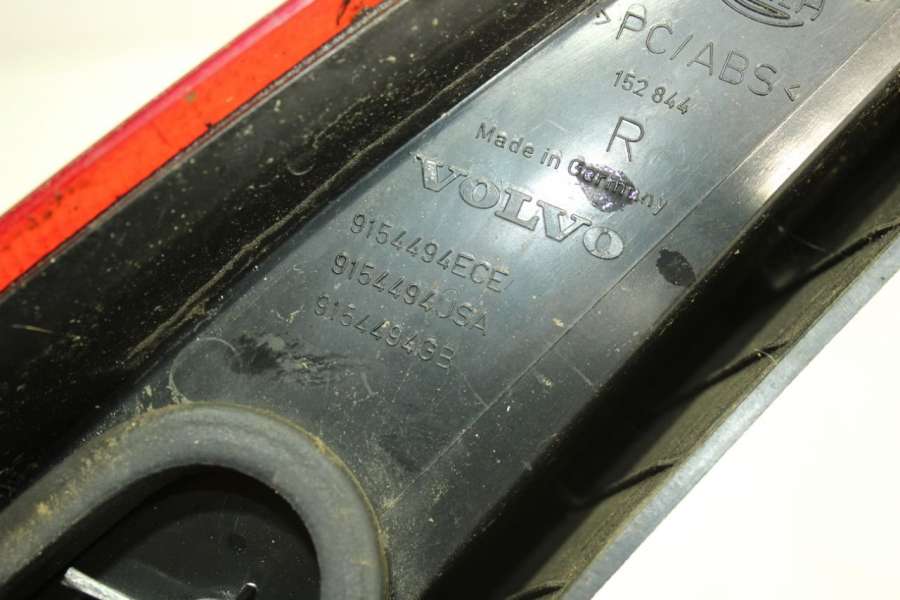 >PC/ABS<
152 844
R
Made in Germany
VOLVO
9154494ECE
9154494USA
9154494GB